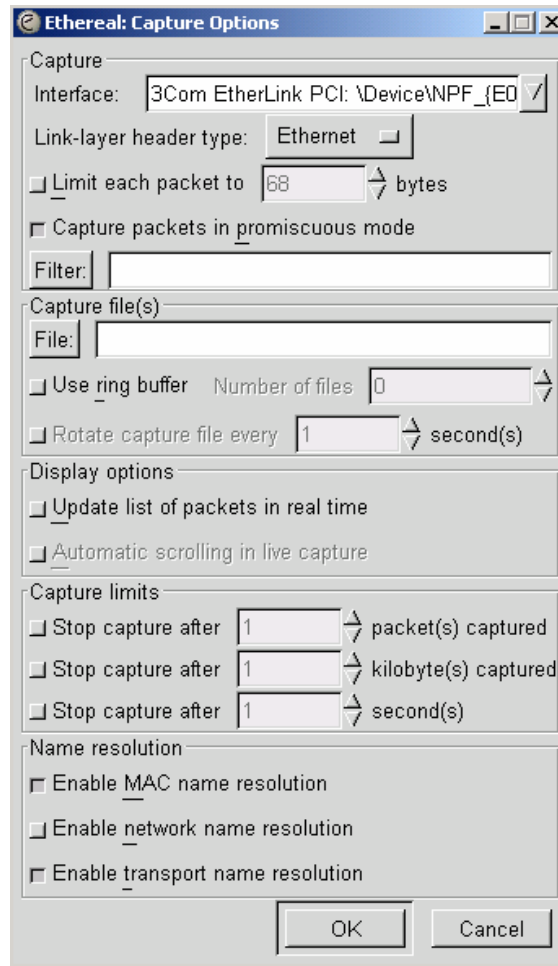 Ethereal: Capture Options
Capture
Interface: 3Com EtherLink PCI: \Device\NPF_{E0
Link-layer header type: Ethernet
Limit each packet to 68 bytes
Capture packets in promiscuous mode
Filter:
Capture file(s)
File:
Use ring buffer Number of files 0
Rotate capture file every 1 second(s)
Display options
Update list of packets in real time
Automatic scrolling in live capture
Capture limits
Stop capture after 1 packet(s) captured
Stop capture after 1 kilobyte(s) captured
Stop capture after 1 second(s)
Name resolution
Enable MAC name resolution
Enable network name resolution
Enable transport name resolution
OK Cancel